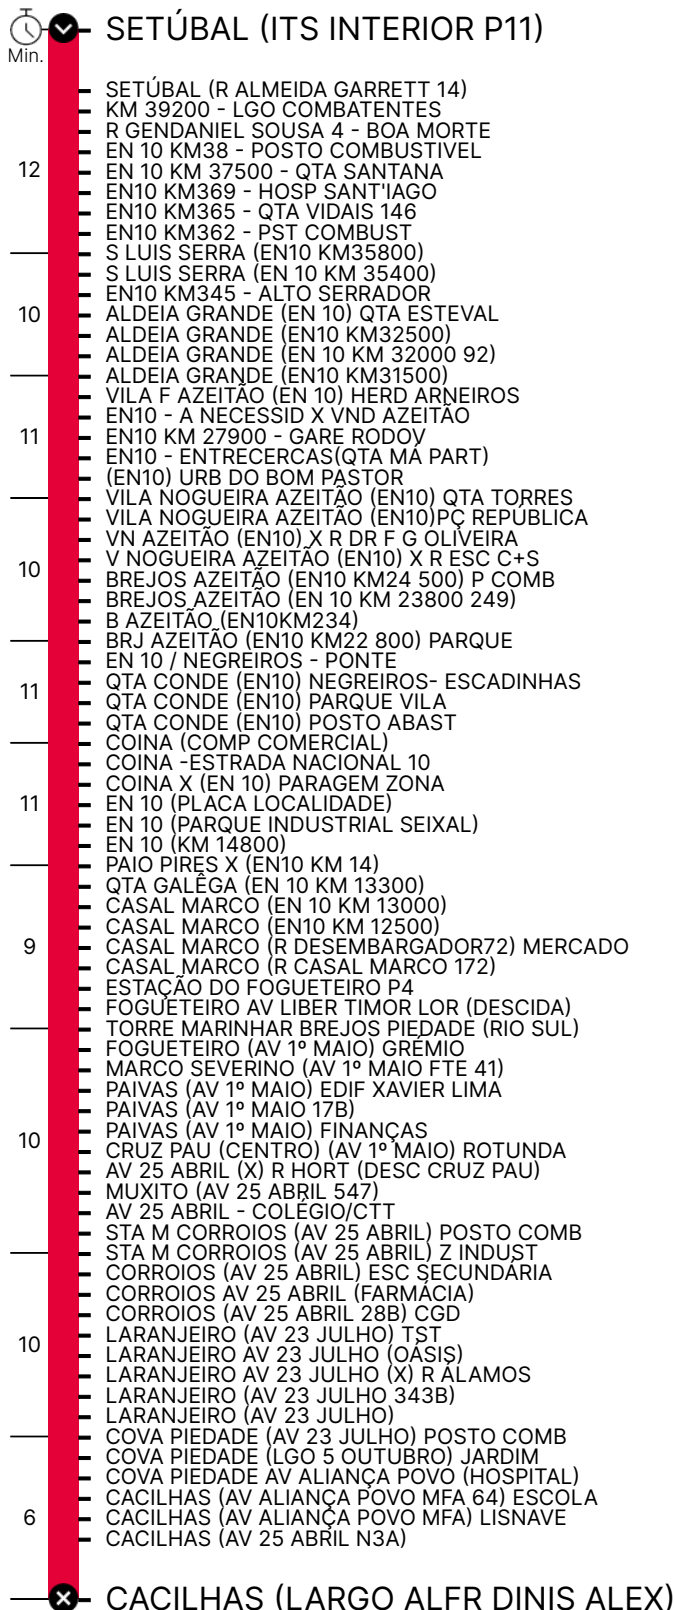 SETÚBAL (ITS INTERIOR P11)
Min.
SETÚBAL (R ALMEIDA GARRETT 14)
KM 39200 - LGO COMBATENTES
R GENDANIEL SOUSA 4 - BOA MORTE
EN 10 KM38 - POSTO COMBUSTIVEL
12
EN 10 KM 37500 - QTA SANTANA
EN10 KM369 - HOSP SANT'IAGO
EN10 KM365 - QTA VIDAIS 146
EN10 KM362 - PST COMBUST
S LUIS SERRA (EN10 KM35800)
S LUIS SERRA (EN 10 KM 35400)
EN10 KM345 - ALTO SERRADOR
10
ALDEIA GRANDE (EN 10) QTA ESTEVAL
ALDEIA GRANDE (EN10 KM32500)
ALDEIA GRANDE (EN 10 KM 32000 92)
ALDEIA GRANDE (EN10 KM31500)
VILA F AZEITÃO (EN 10) HERD ARNEIROS
EN10 - A NECESSID X VND AZEITÃO
11
EN10 KM 27900 - GARE RODOV
EN10 - ENTRECERCAS(QTA MÁ PART)
(EN10) URB DO BOM PASTOR
VILA NOGUEIRA AZEITÃO (EN10) QTA TORRES
VILA NOGUEIRA AZEITÃO (EN10)PÇ REPÚBLICA
VN AZEITÃO (EN10) X R DR F G OLIVEIRA
V NOGUEIRA AZEITÃO (EN10) X R ESC C+S
10
BREJOS AZEITÃO (EN10 KM24 500) P COMB
BREJOS AZEITÃO (EN 10 KM 23800 249)
B AZEITÃO (EN10KM234)
BRJ AZEITÃO (EN10 KM22 800) PARQUE
EN 10 / NEGREIROS - PONTE
QTA CONDE (EN10) NEGREIROS- ESCADINHAS
11
QTA CONDE (EN10) PARQUE VILA
QTA CONDE (EN10) POSTO ABAST
COINA (COMP COMERCIAL)
COINA -ESTRADA NACIONAL 10
COINA X (EN 10) PARAGEM ZONA
11
EN 10 (PLACA LOCALIDADE)
EN 10 (PARQUE INDUSTRIAL SEIXAL)
EN 10 (KM 14800)
PAIO PIRES X (EN10 KM 14)
QTA GALÊGA (EN 10 KM 13300)
CASAL MARCO (EN 10 KM 13000)
CASAL MARCO (EN10 KM 12500)
9
CASAL MARCO (R DESEMBARGADOR72) MERCADO
CASAL MARCO (R CASAL MARCO 172)
ESTAÇÃO DO FOGUETEIRO P4
FOGUETEIRO AV LIBER TIMOR LOR (DESCIDA)
TORRE MARINHAR BREJOS PIEDADE (RIO SUL)
FOGUETEIRO (AV 1º MAIO) GRÉMIO
MARCO SEVERINO (AV 1º MAIO FTE 41)
PAIVAS (AV 1º MAIO) EDIF XAVIER LIMA
PAIVAS (AV 1º MAIO 17B)
PAIVAS (AV 1º MAIO) FINANÇAS
10
CRUZ PAU (CENTRO) (AV 1º MAIO) ROTUNDA
AV 25 ABRIL (X) R HORT (DESC CRUZ PAU)
MUXITO (AV 25 ABRIL 547)
AV 25 ABRIL - COLÉGIO/CTT
STA M CORROIOS (AV 25 ABRIL) POSTO COMB
STA M CORROIOS (AV 25 ABRIL) Z INDUST
CORROIOS (AV 25 ABRIL) ESC SECUNDÁRIA
CORROIOS AV 25 ABRIL (FARMÁCIA)
CORROIOS (AV 25 ABRIL 28B) CGD
LARANJEIRO (AV 23 JULHO) TST
10
LARANJEIRO AV 23 JULHO (OÁSIS)
LARANJEIRO AV 23 JULHO (X) R ÁLAMOS
LARANJEIRO (AV 23 JULHO 343B)
LARANJEIRO (AV 23 JULHO)
COVA PIEDADE (AV 23 JULHO) POSTO COMB
COVA PIEDADE (LGO 5 OUTUBRO) JARDIM
COVA PIEDADE AV ALIANÇA POVO (HOSPITAL)
CACILHAS (AV ALIANÇA POVO MFA 64) ESCOLA
6
CACILHAS (AV ALIANÇA POVO MFA) LISNAVE
CACILHAS (AV 25 ABRIL N3A)
CACILHAS (LARGO ALFR DINIS ALEX)